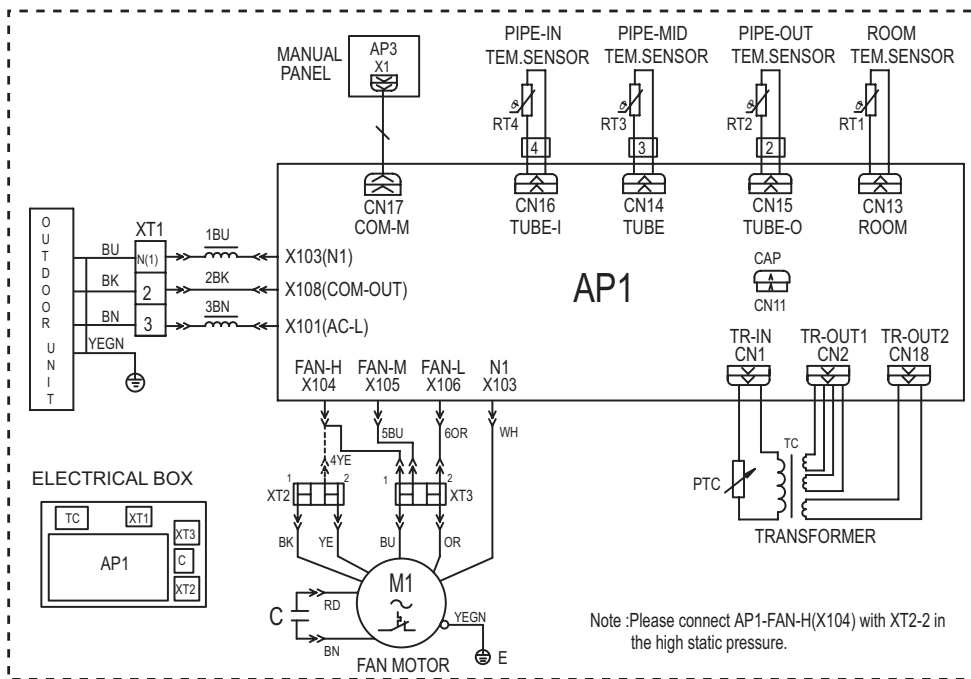 MANUAL
PANEL
AP3
X1
PIPE-IN
TEM.SENSOR
PIPE-MID
TEM.SENSOR
PIPE-OUT
TEM.SENSOR
ROOM
TEM.SENSOR
θ
θ
θ
θ
RT4
RT3
RT2
RT1
4
3
2
CN17
COM-M
CN16
TUBE-I
CN14
TUBE
CN15
TUBE-O
CN13
ROOM
OUTDOOR UNIT
XT1
BU
N(1)
1BU
X103(N1)
BK
2
2BK
X108(COM-OUT)
BN
3
3BN
X101(AC-L)
YEGN
AP1
CAP
CN11
TR-IN
CN1
TR-OUT1
CN2
TR-OUT2
CN18
FAN-H
X104
FAN-M
X105
FAN-L
X106
N1
X103
5BU
6OR
WH
4YE
1
2
1
2
XT2
XT3
BK
YE
BU
OR
PTC
TC
TRANSFORMER
ELECTRICAL BOX
TC
XT1
XT3
AP1
C
XT2
M1
C
RD
BN
YEGN
E
FAN MOTOR
Note :Please connect AP1-FAN-H(X104) with XT2-2 in
the high static pressure.